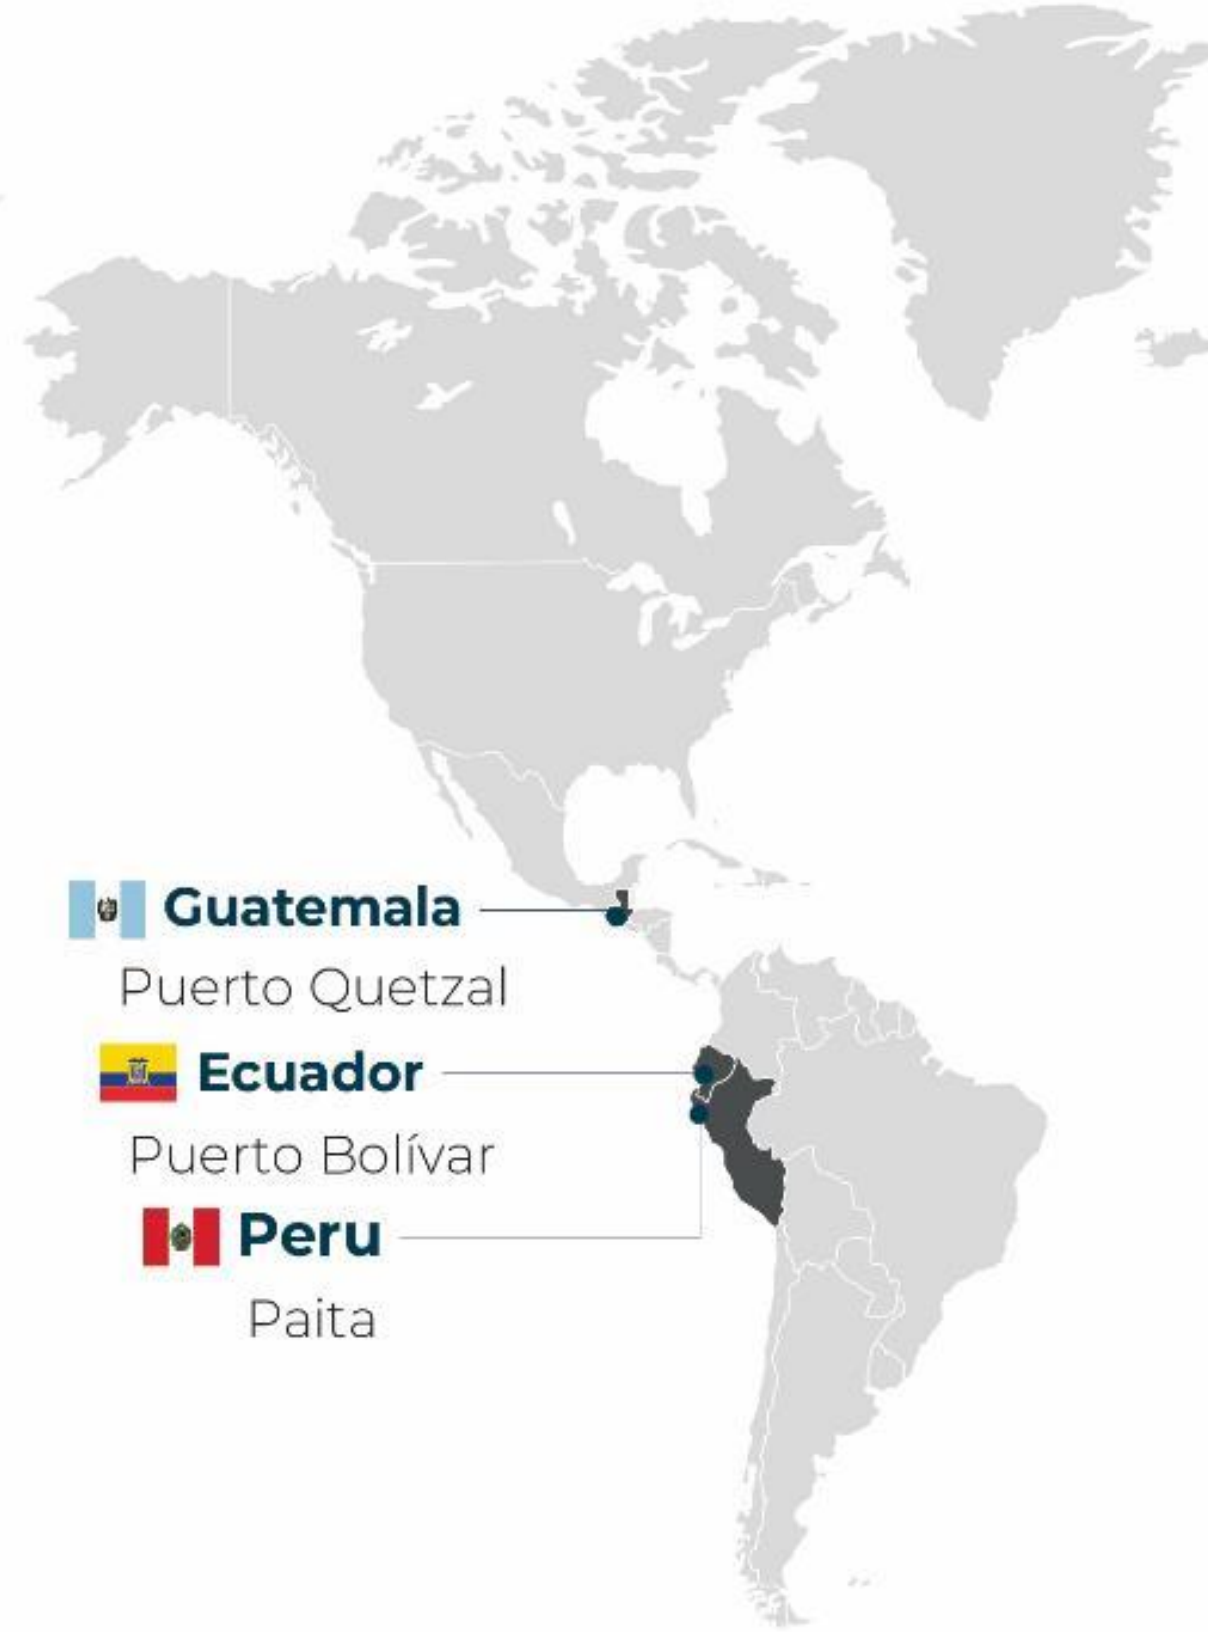 Guatemala
Puerto Quetzal
Ecuador
Puerto Bolívar
Peru
Paita